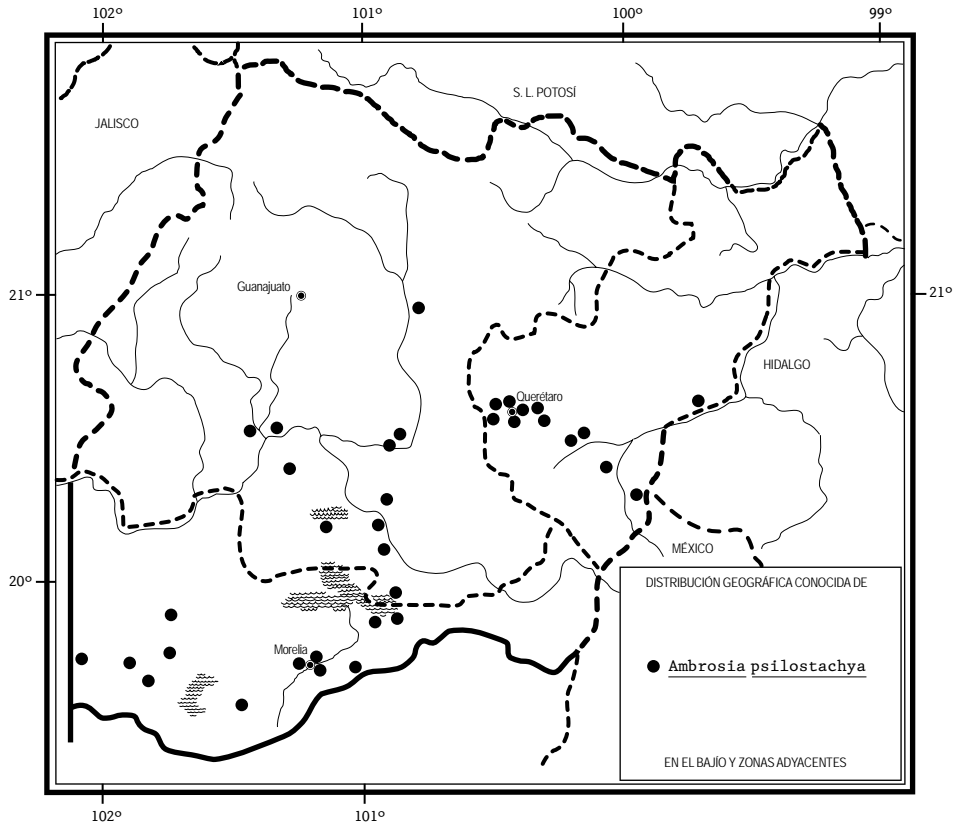 102º 101º 100º 99º
S. L. POTOSÍ
JALISCO
Guanajuato
21º 21º
HIDALGO
Querétaro
MÉXICO
20º
DISTRIBUCIÓN GEOGRÁFICA CONOCIDA DE
Morelia
Ambrosia psilostachya
EN EL BAJÍO Y ZONAS ADYACENTES
102º 101º